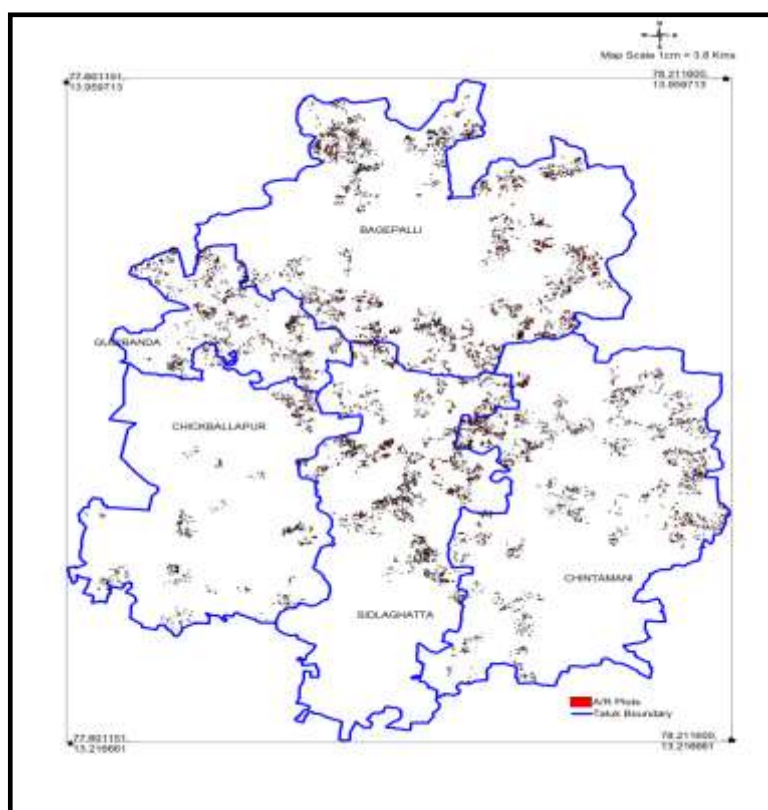 Map Scale 1cm = 3.8 Kms
77.601151,
13.959713
78.211600,
13.959713
BAGEPALLI
GUDIBANDA
CHICKBALLAPUR
CHINTAMANI
SIDLAGHATTA
A/R Plots
Taluk Boundary
77.601151,
13.216661
78.211600,
13.216661